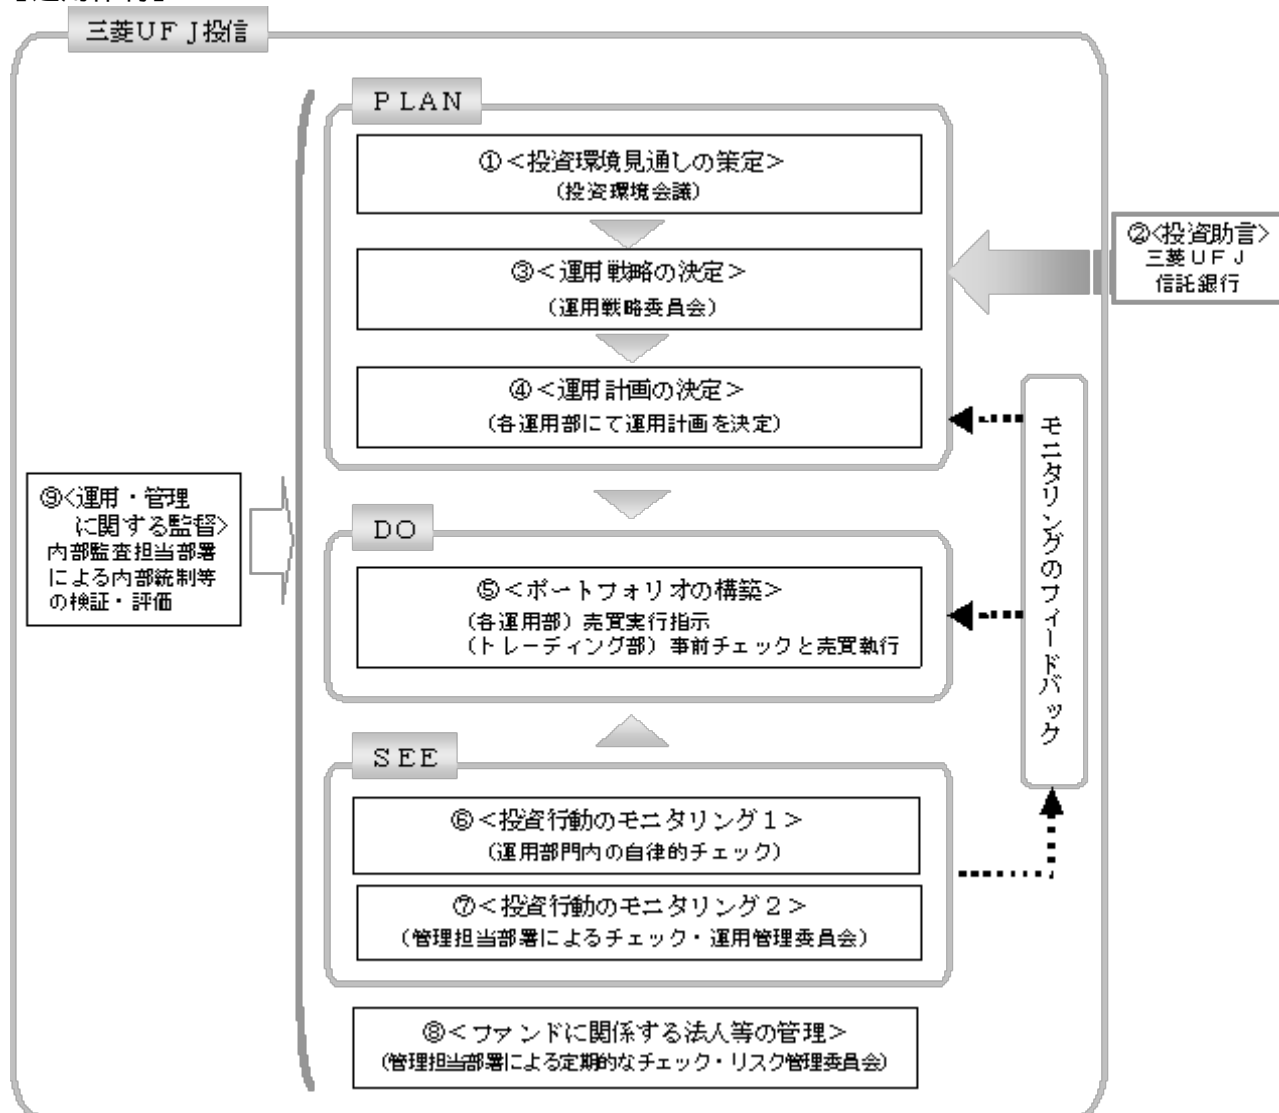 三菱UFJ投信
PLAN
①<投資環境見通しの策定>
(投資環境会議)
②<投資助言>
三菱UFJ
信託銀行
③<運用戦略の決定>
(運用戦略委員会)
④<運用計画の決定>
(各運用部にて運用計画を決定)
モニタリングのフィードバック
⑨<運用・管理
に関する監督>
内部監査担当部署
による内部統制等
の検証・評価
DO
⑤<ポートフォリオの構築>
(各運用部)売買実行指示
(トレーディング部)事前チェックと売買執行
SEE
⑥<投資行動のモニタリング1>
(運用部門内の自律的チェック)
⑦<投資行動のモニタリング2>
(管理担当部署によるチェック・運用管理委員会)
⑧<ファンドに関係する法人等の管理>
(管理担当部署による定期的なチェック・リスク管理委員会)